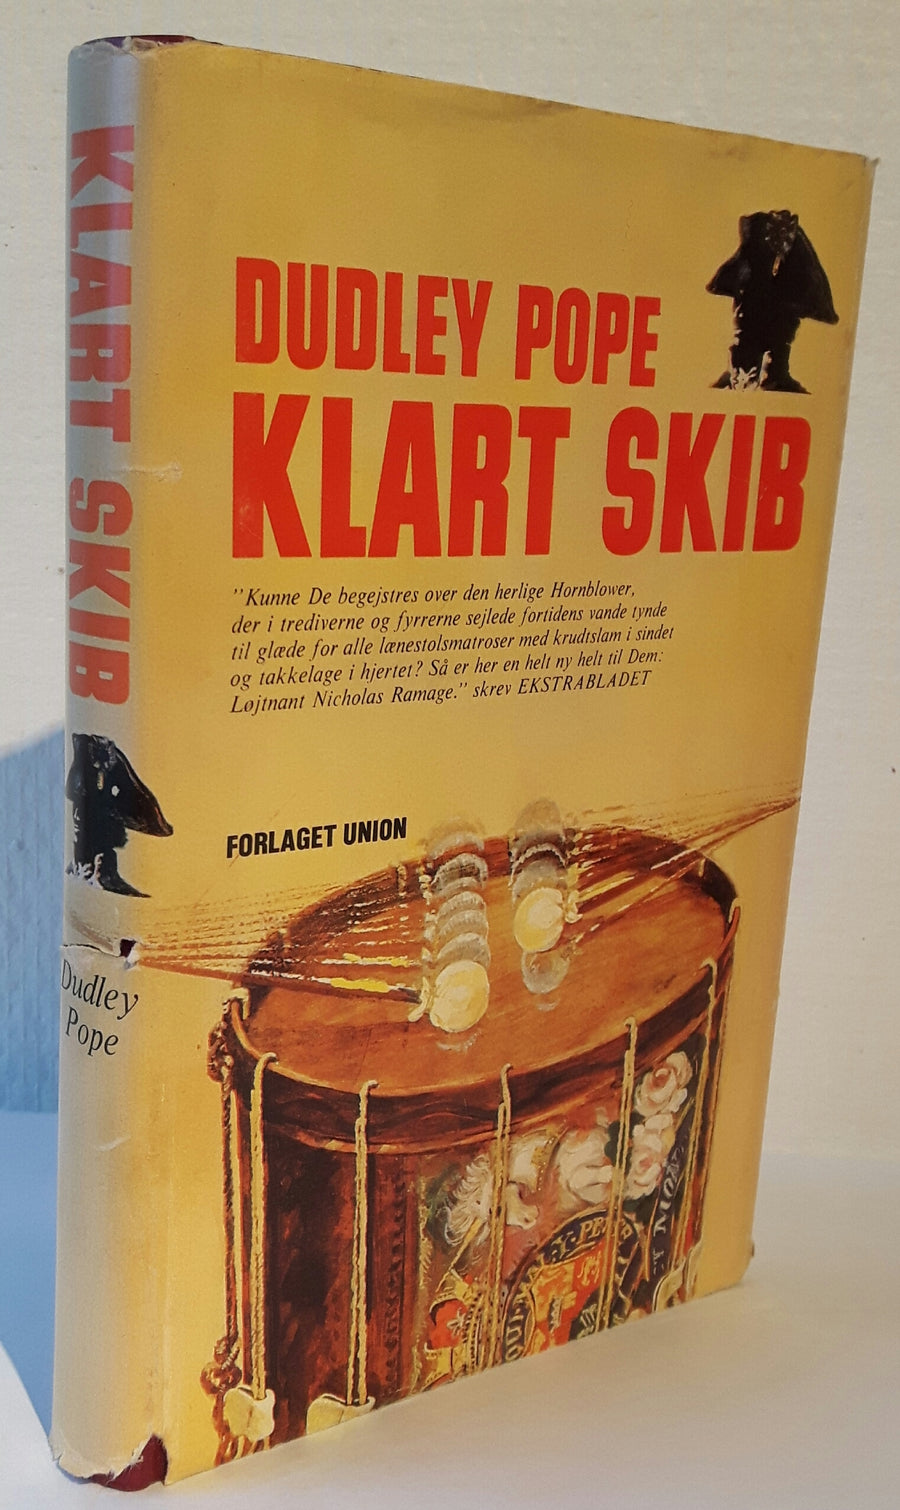 KLART SKIB
Dudley
Pope
DUDLEY POPE
KLART SKIB
"Kunne De begejstres over den herlige Hornblower,
der i trediverne og fyrrerne sejlede fortidens vande tynde
til glæde for alle lænestolsmatroser med krudtslam i sindet
og takkelage i hjertet? Så er her en helt ny helt til Dem:
Løjtnant Nicholas Ramage." skrev EKSTRABLADET
FORLAGET UNION